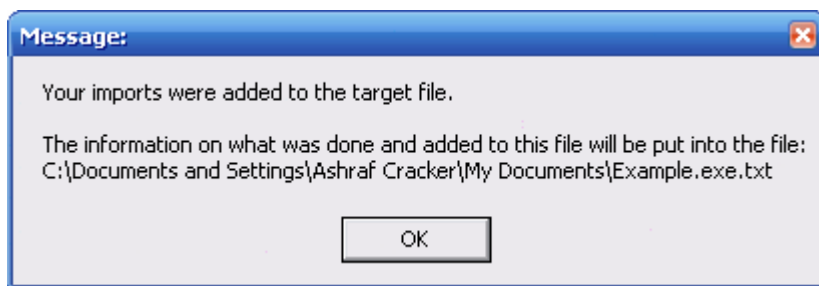 Message:
Your imports were added to the target file.
The information on what was done and added to this file will be put into the file:
C:\Documents and Settings\Ashraf Cracker\My Documents\Example.exe.txt
OK